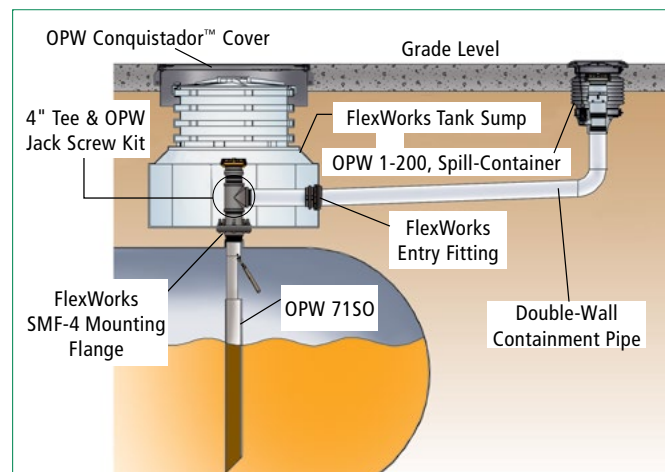 OPW Conquistador™ Cover
Grade Level
4" Tee & OPW
Jack Screw Kit
FlexWorks Tank Sump
OPW 1-200, Spill-Container
FlexWorks
Entry Fitting
FlexWorks
SMF-4 Mounting
Flange
OPW 71SO
Double-Wall
Containment Pipe